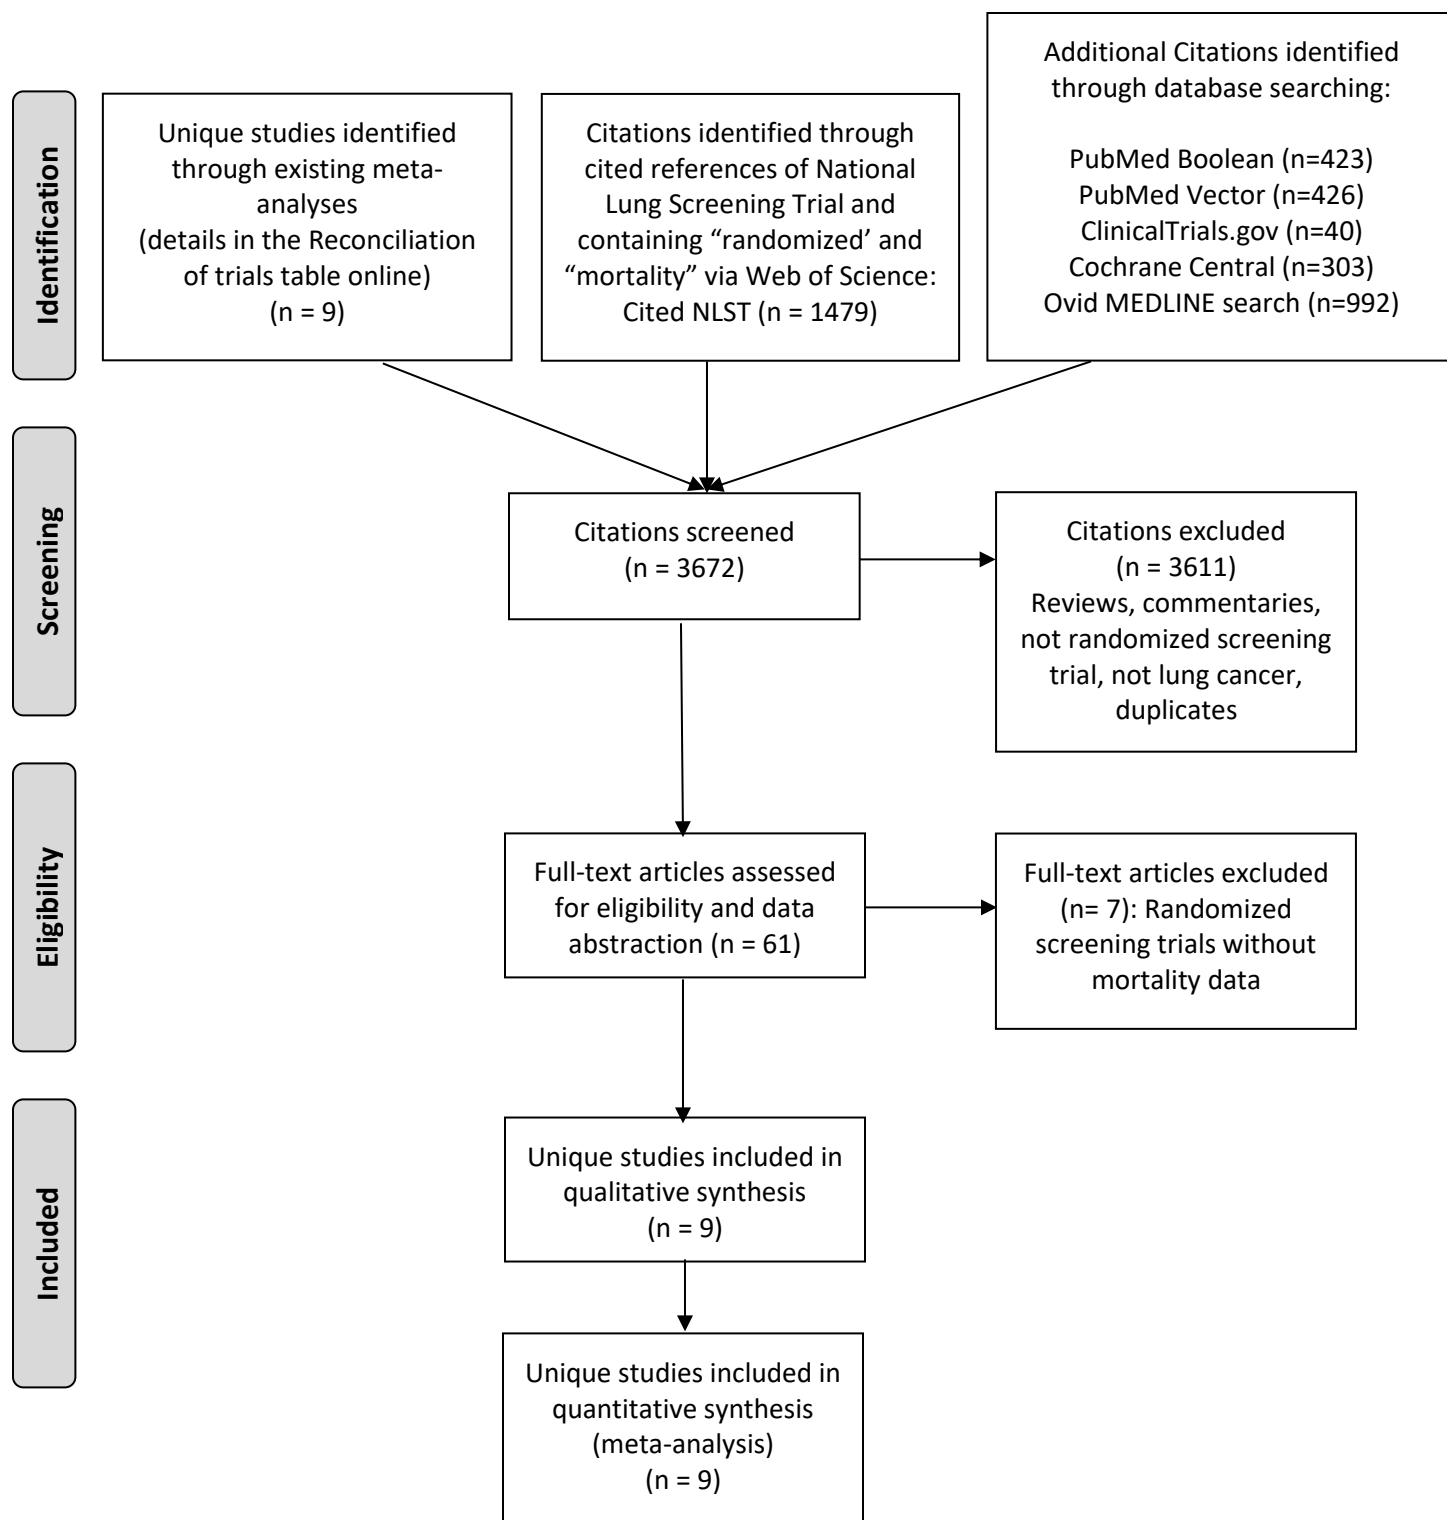 Identification
Unique studies identified
through existing meta-
analyses
(details in the Reconciliation
of trials table online)
(n = 9)
Citations identified through
cited references of National
Lung Screening Trial and
containing “randomized’ and
“mortality” via Web of Science:
Cited NLST (n = 1479)
Additional Citations identified
through database searching:
PubMed Boolean (n=423)
PubMed Vector (n=426)
ClinicalTrials.gov (n=40)
Cochrane Central (n=303)
Ovid MEDLINE search (n=992)
Screening
Citations screened
(n = 3672)
Citations excluded
(n = 3611)
Reviews, commentaries,
not randomized screening
trial, not lung cancer,
duplicates
Eligibility
Full-text articles assessed
for eligibility and data
abstraction (n = 61)
Full-text articles excluded
(n= 7): Randomized
screening trials without
mortality data
Included
Unique studies included in
qualitative synthesis
(n = 9)
Unique studies included in
quantitative synthesis
(meta-analysis)
(n = 9)